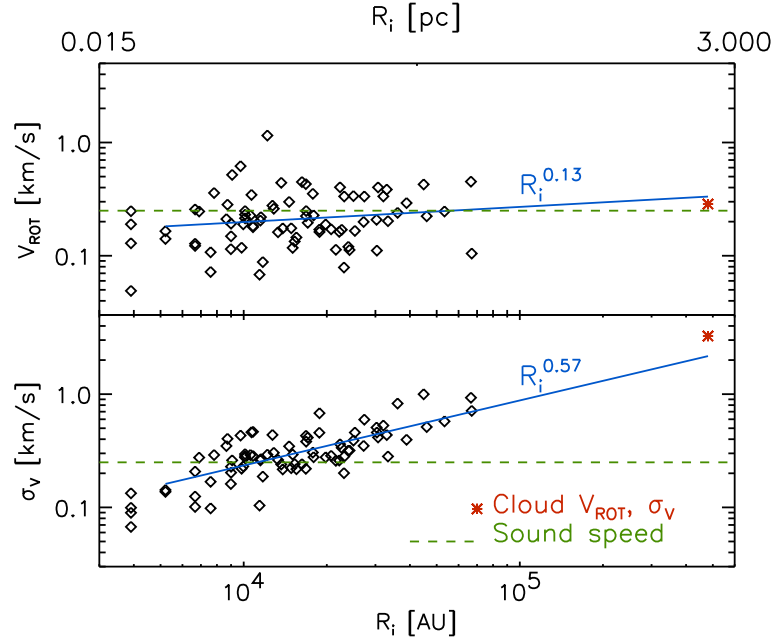 R_i [pc]
0.015 3.000
V_ROT [km/s]
1.0
0.1
R_i^0.13
σ_V [km/s]
1.0
0.1
R_i^0.57
Cloud V_ROT, σ_V
Sound speed
10^4 10^5
R_i [AU]